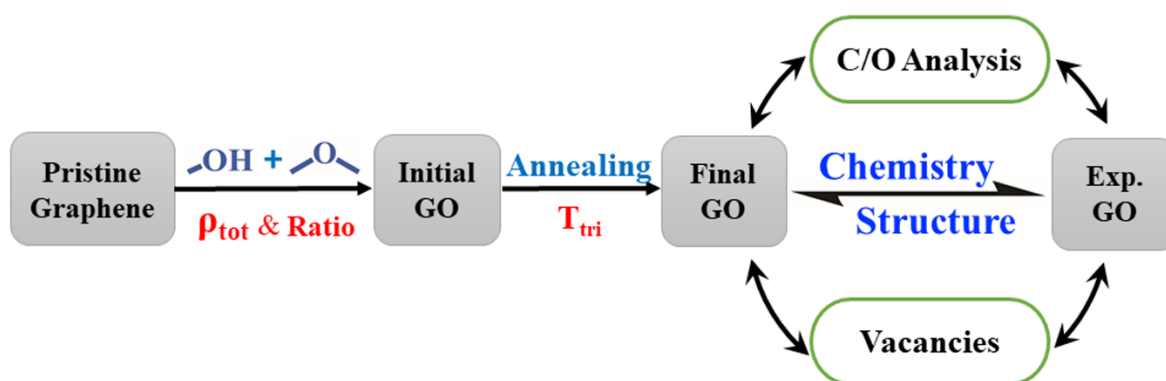 C/O Analysis
Pristine
Graphene
OH + O
ρtot & Ratio
Initial
GO
Annealing
Ttri
Final
GO
Chemistry
Structure
Exp.
GO
Vacancies